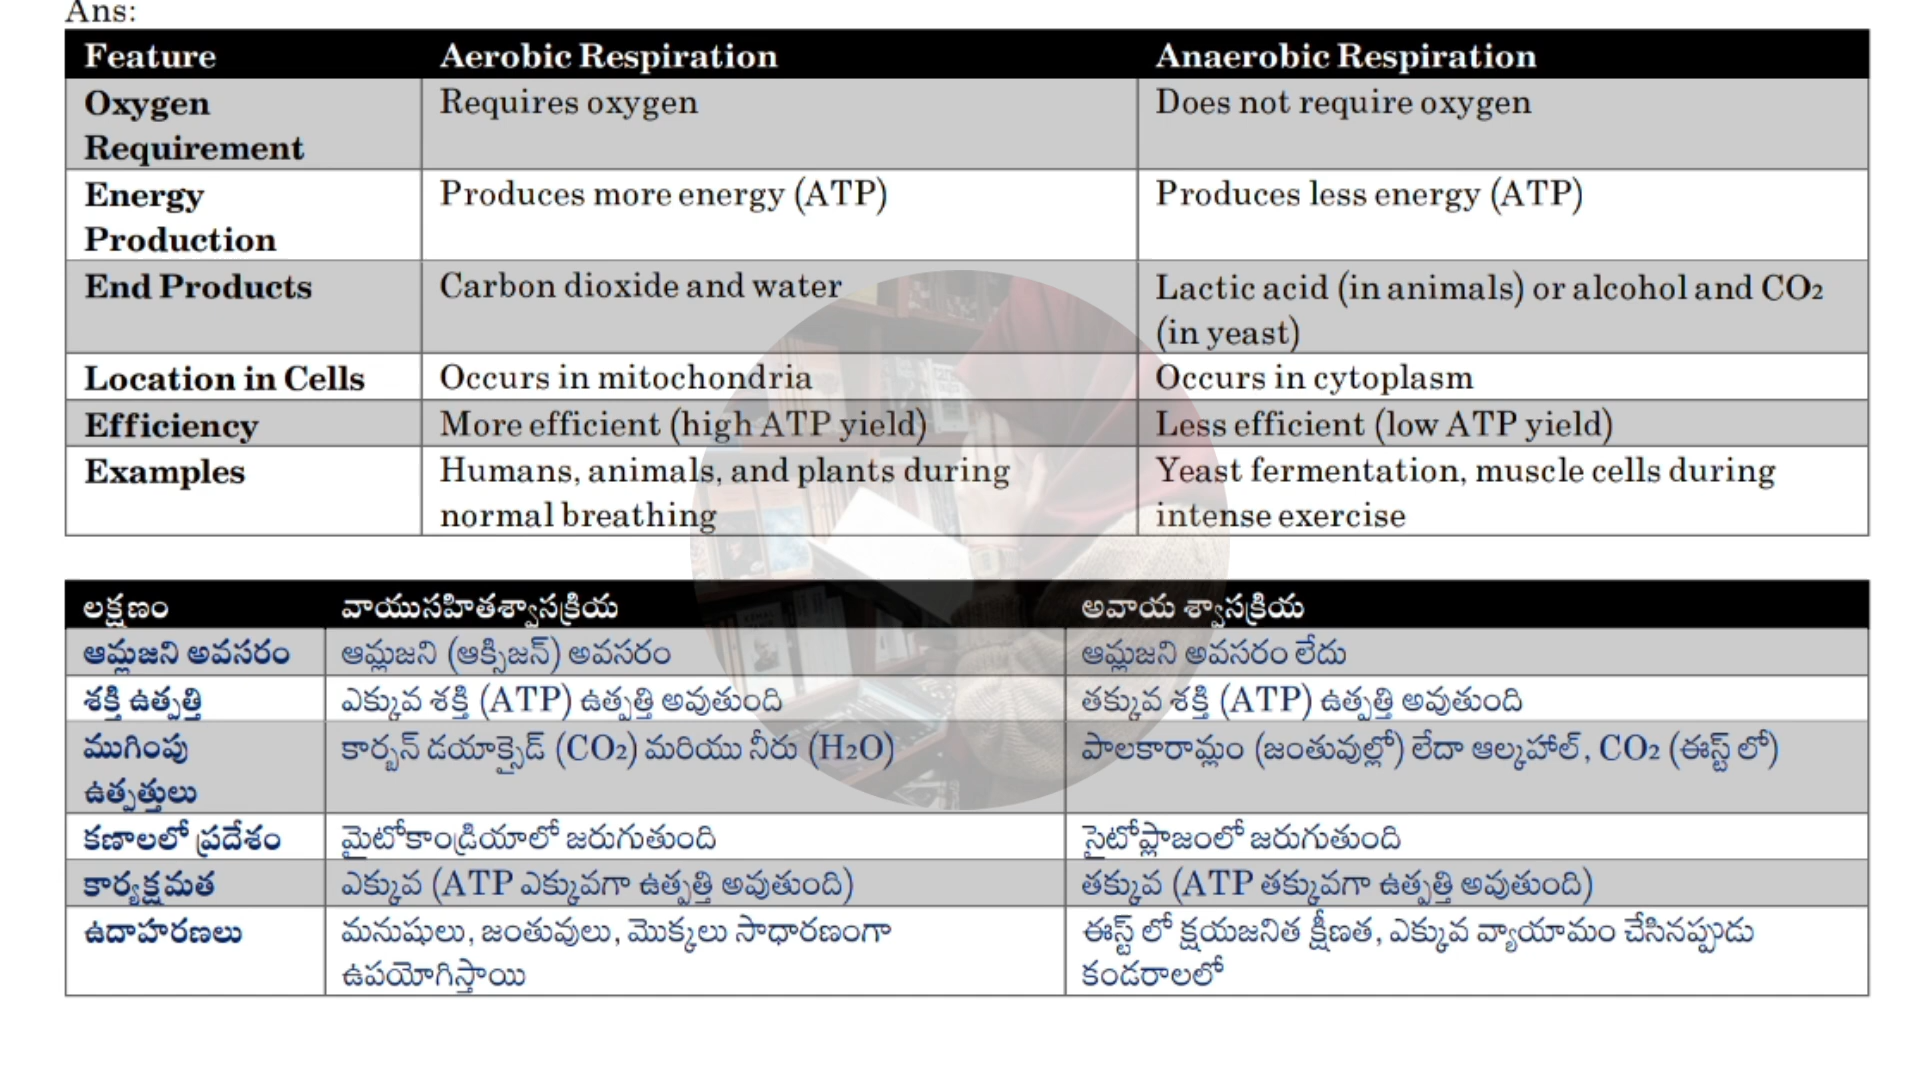 Ans:
Feature Aerobic Respiration Anaerobic Respiration
Oxygen Requires oxygen Does not require oxygen
Requirement
Energy Produces more energy (ATP) Produces less energy (ATP)
Production
End Products Carbon dioxide and water Lactic acid (in animals) or alcohol and CO₂
(in yeast)
Location in Cells Occurs in mitochondria Occurs in cytoplasm
Efficiency More efficient (high ATP yield) Less efficient (low ATP yield)
Examples Humans, animals, and plants during Yeast fermentation, muscle cells during
normal breathing intense exercise
లక్షణం వాయుసహితశ్వాసక్రియ అవాయ శ్వాసక్రియ
ఆమ్లజని అవసరం ఆమ్లజని (ఆక్సిజన్) అవసరం ఆమ్లజని అవసరం లేదు
శక్తి ఉత్పత్తి ఎక్కువ శక్తి (ATP) ఉత్పత్తి అవుతుంది తక్కువ శక్తి (ATP) ఉత్పత్తి అవుతుంది
ముగింపు కార్బన్ డయాక్సైడ్ (CO₂) మరియు నీరు (H₂O) పాలకారామ్లం (జంతువుల్లో) లేదా ఆల్కహాల్, CO₂ (ఈస్ట్ లో)
ఉత్పత్తులు
కణాలలో ప్రదేశం మైటోకాండ్రియాలో జరుగుతుంది సైటోప్లాజంలో జరుగుతుంది
కార్యక్షమత ఎక్కువ (ATP ఎక్కువగా ఉత్పత్తి అవుతుంది) తక్కువ (ATP తక్కువగా ఉత్పత్తి అవుతుంది)
ఉదాహరణలు మనుషులు, జంతువులు, మొక్కలు సాధారణంగా ఈస్ట్ లో క్షయజనిత క్షీణత, ఎక్కువ వ్యాయామం చేసినప్పుడు
ఉపయోగిస్తాయి కండరాలలో